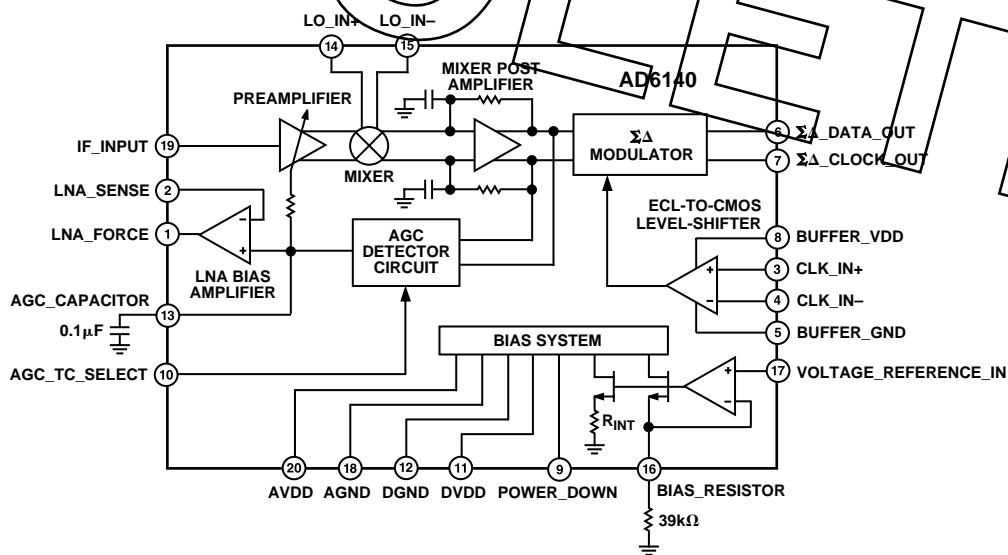 LO_IN+ LO_IN–
14 15
MIXER POST
AMPLIFIER
AD6140
PREAMPLIFIER
IF_INPUT 19
MIXER
ΣΔ
MODULATOR
6 ΣΔ_DATA_OUT
7 ΣΔ_CLOCK_OUT
LNA_SENSE 2
LNA_FORCE 1
–
+
LNA BIAS
AMPLIFIER
AGC
DETECTOR
CIRCUIT
ECL-TO-CMOS
LEVEL-SHIFTER
8 BUFFER_VDD
+ 3 CLK_IN+
– 4 CLK_IN–
5 BUFFER_GND
AGC_CAPACITOR 13
0.1μF
AGC_TC_SELECT 10
BIAS SYSTEM
+
–
17 VOLTAGE_REFERENCE_IN
RINT
20 18 12 11 9 16
AVDD AGND DGND DVDD POWER_DOWN BIAS_RESISTOR
39kΩ